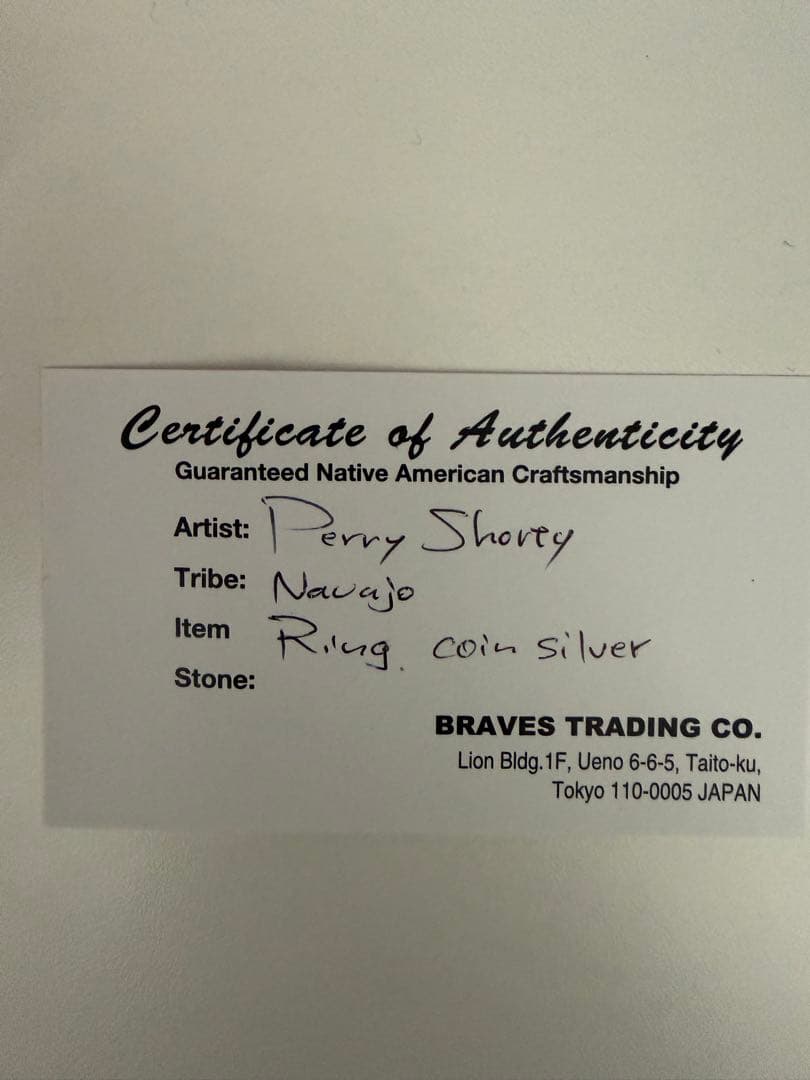 Certificate of Authenticity
Guaranteed Native American Craftsmanship
Artist: Perry Shorty
Tribe: Navajo
Item Ring. coin silver
Stone:
BRAVES TRADING CO.
Lion Bldg.1F, Ueno 6-6-5, Taito-ku,
Tokyo 110-0005 JAPAN